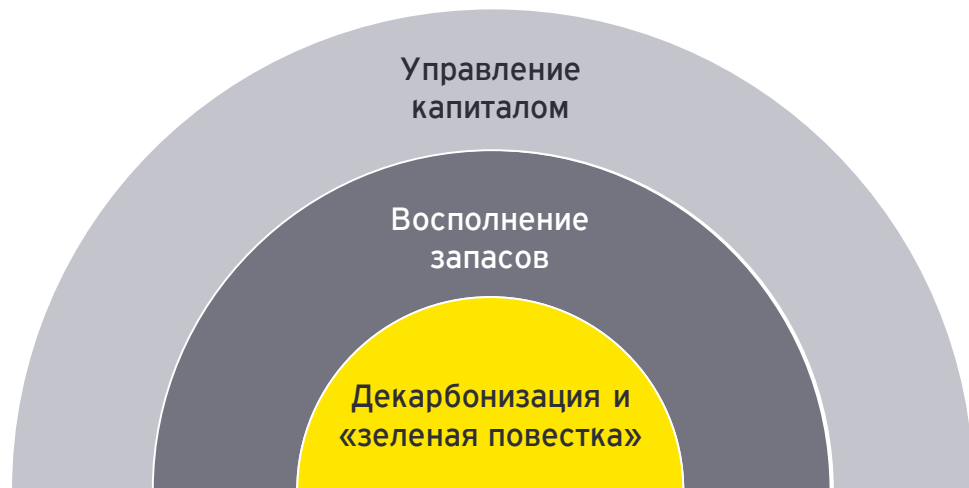 Управление
капиталом
Восполнение
запасов
Декарбонизация и
«зеленая повестка»